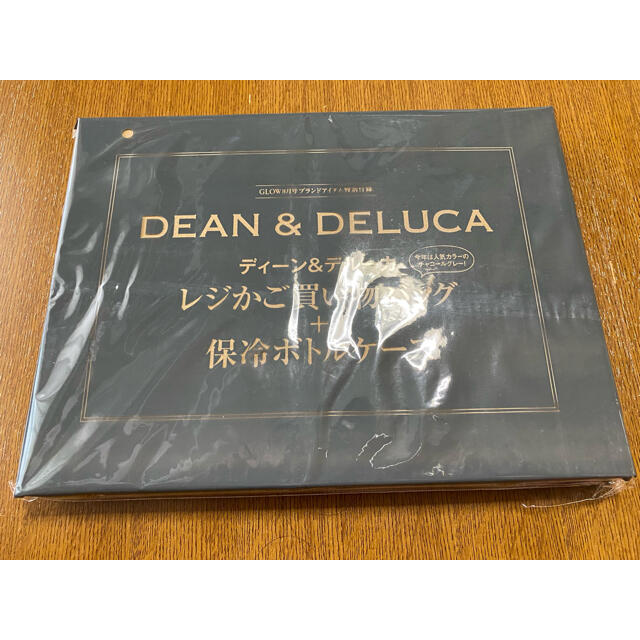 GLOW8月号ブランドアイテム特別付録
DEAN & DELUCA
ディーン&デルーカ
今年は人気カラーの
チャコールグレー!
レジかご買い物バッグ
+
保冷ボトルケース